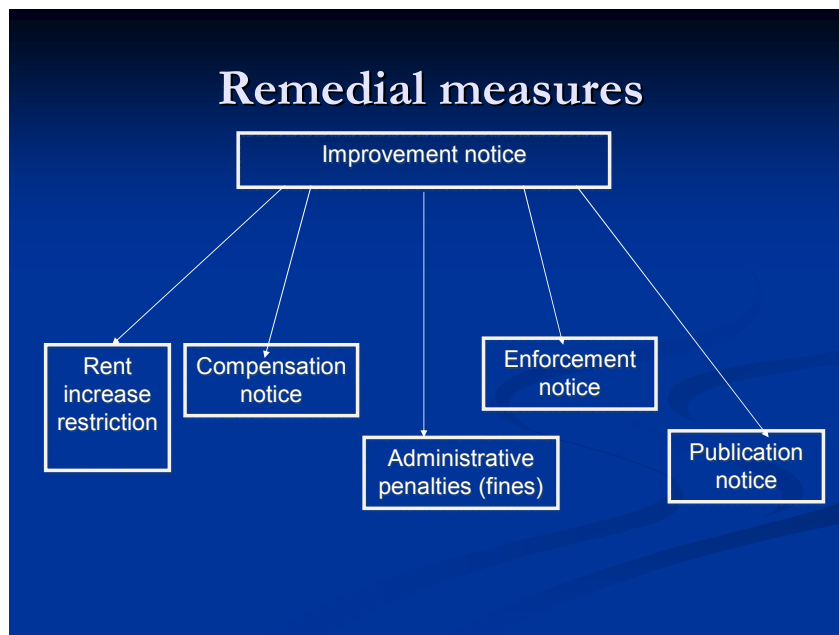 Remedial measures
Improvement notice
Rent
increase
restriction
Compensation
notice
Administrative
penalties (fines)
Enforcement
notice
Publication
notice